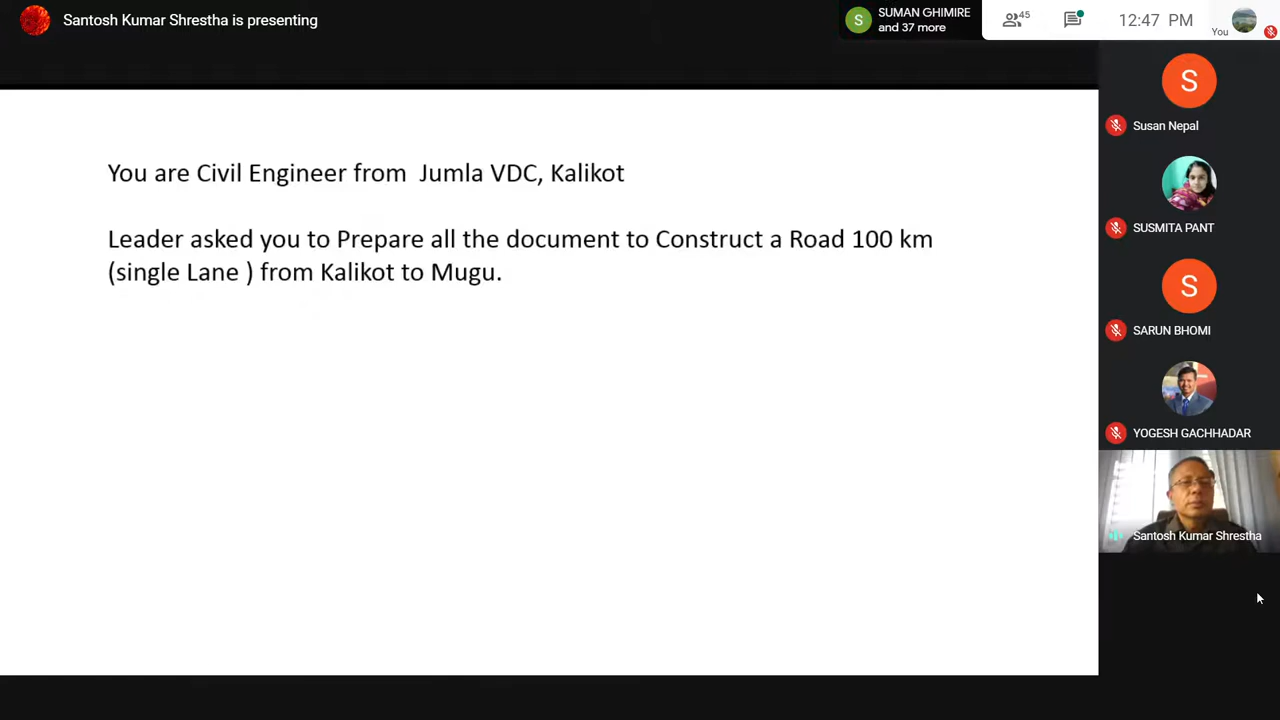 Santosh Kumar Shrestha is presenting
S
SUMAN GHIMIRE
and 37 more
45
12:47 PM
You
You are Civil Engineer from  Jumla VDC, Kalikot
Leader asked you to Prepare all the document to Construct a Road 100 km
(single Lane ) from Kalikot to Mugu.
S
Susan Nepal
SUSMITA PANT
S
SARUN BHOMI
YOGESH GACHHADAR
Santosh Kumar Shrestha